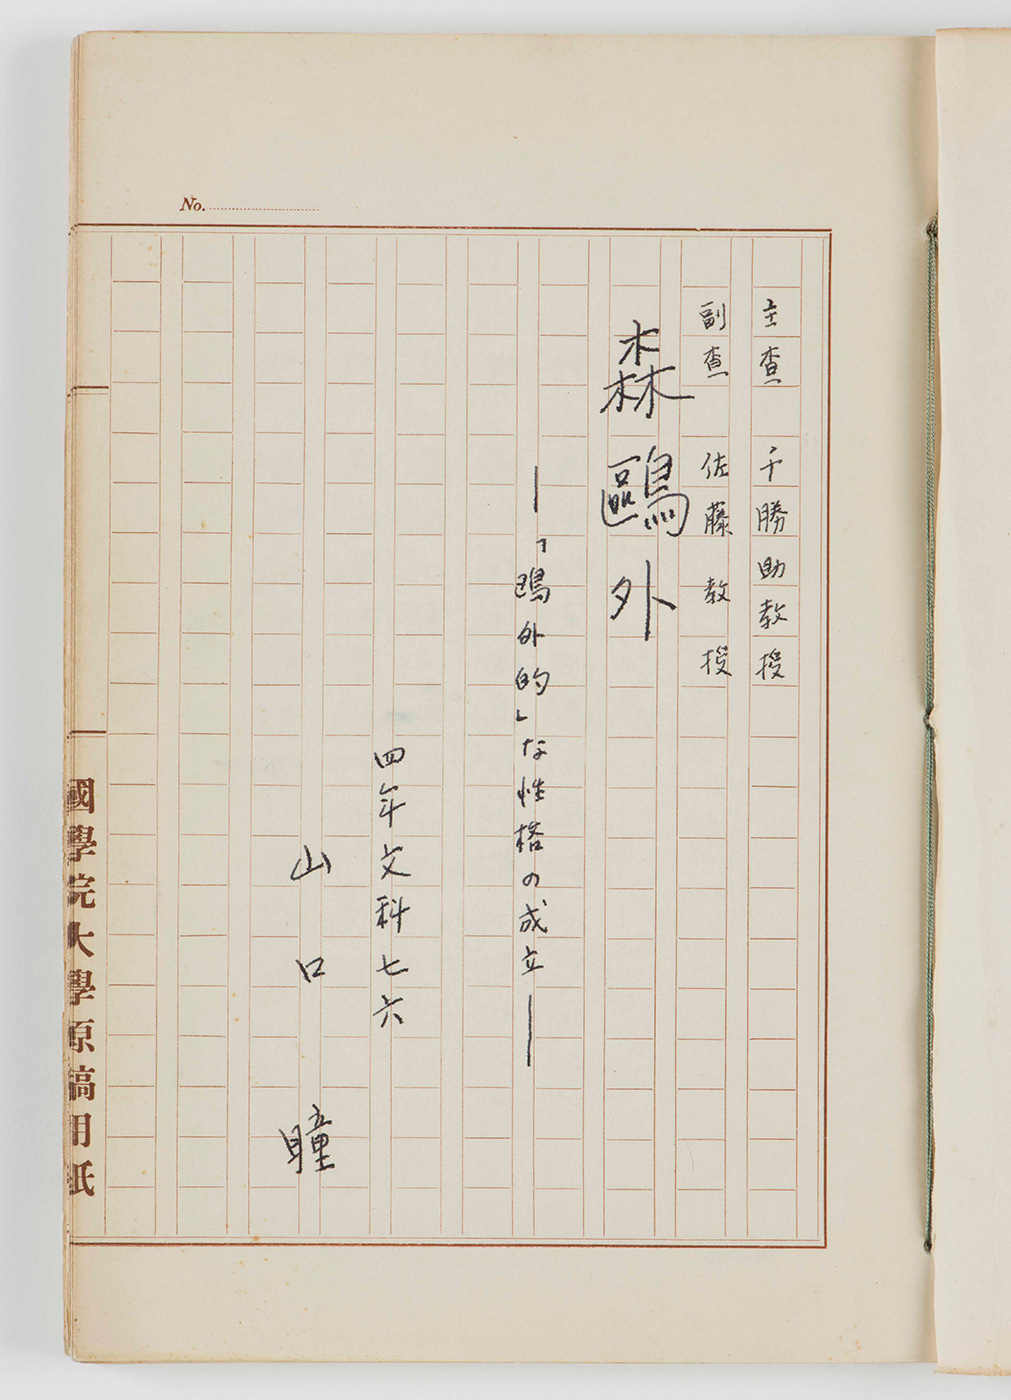 No.
主査 千勝助教授
副査 佐藤教授
森鷗外
―「鷗外的」な性格の成立―
四年文科七六
山口瞳
國學院大學原稿用紙